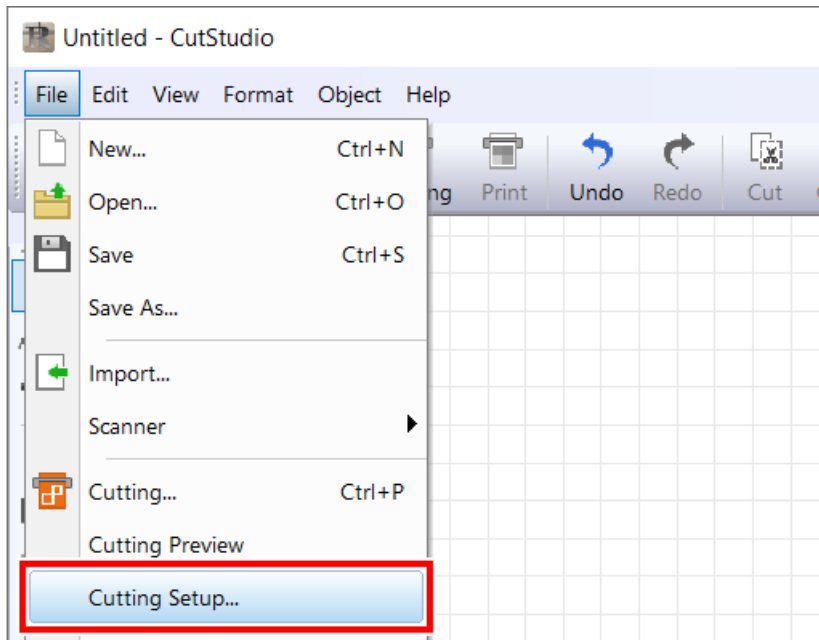 Untitled - CutStudio
File Edit View Format Object Help
Print Undo Redo Cut
New... Ctrl+N
Open... Ctrl+O
Save Ctrl+S
Save As...
Import...
Scanner
Cutting... Ctrl+P
Cutting Preview
Cutting Setup...